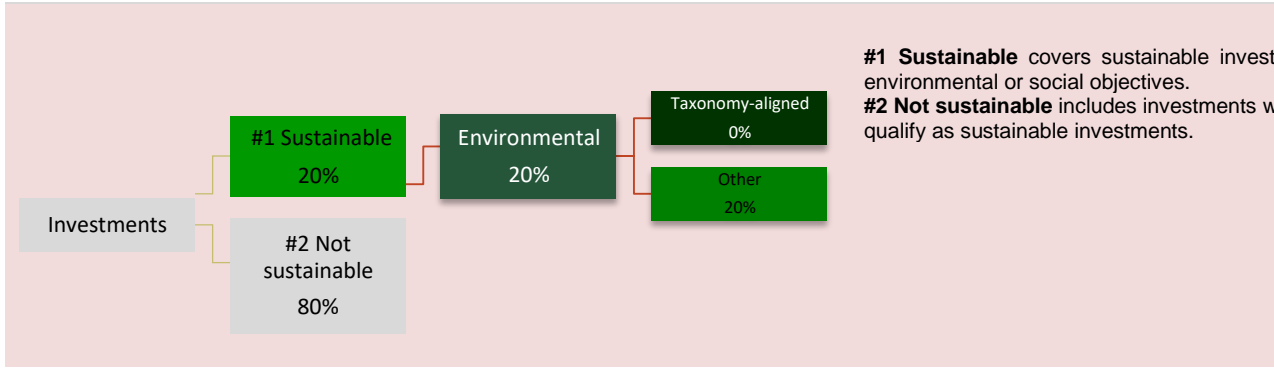 #1 Sustainable covers sustainable invest
environmental or social objectives.
#2 Not sustainable includes investments w
qualify as sustainable investments.
Taxonomy-aligned
0%
#1 Sustainable
20%
Environmental
20%
Other
20%
Investments
#2 Not
sustainable
80%